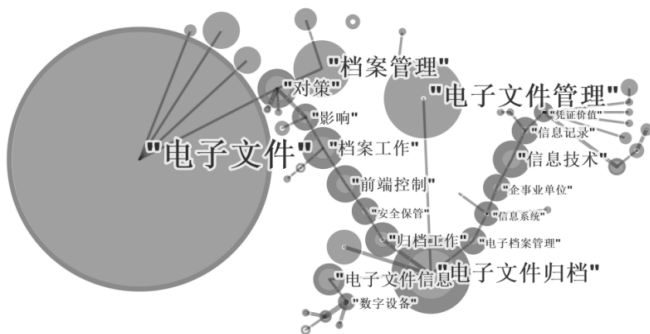 "档案管理"
"对策"
"电子文件管理"
"凭证价值"
"影响"
"信息记录"
"电子文件"
"档案工作"
"信息技术"
"前端控制"
"企事业单位"
"安全保管"
"信息系统"
"归档工作"
"电子档案管理"
"电子文件信息
"电子文件归档"
"数字设备"